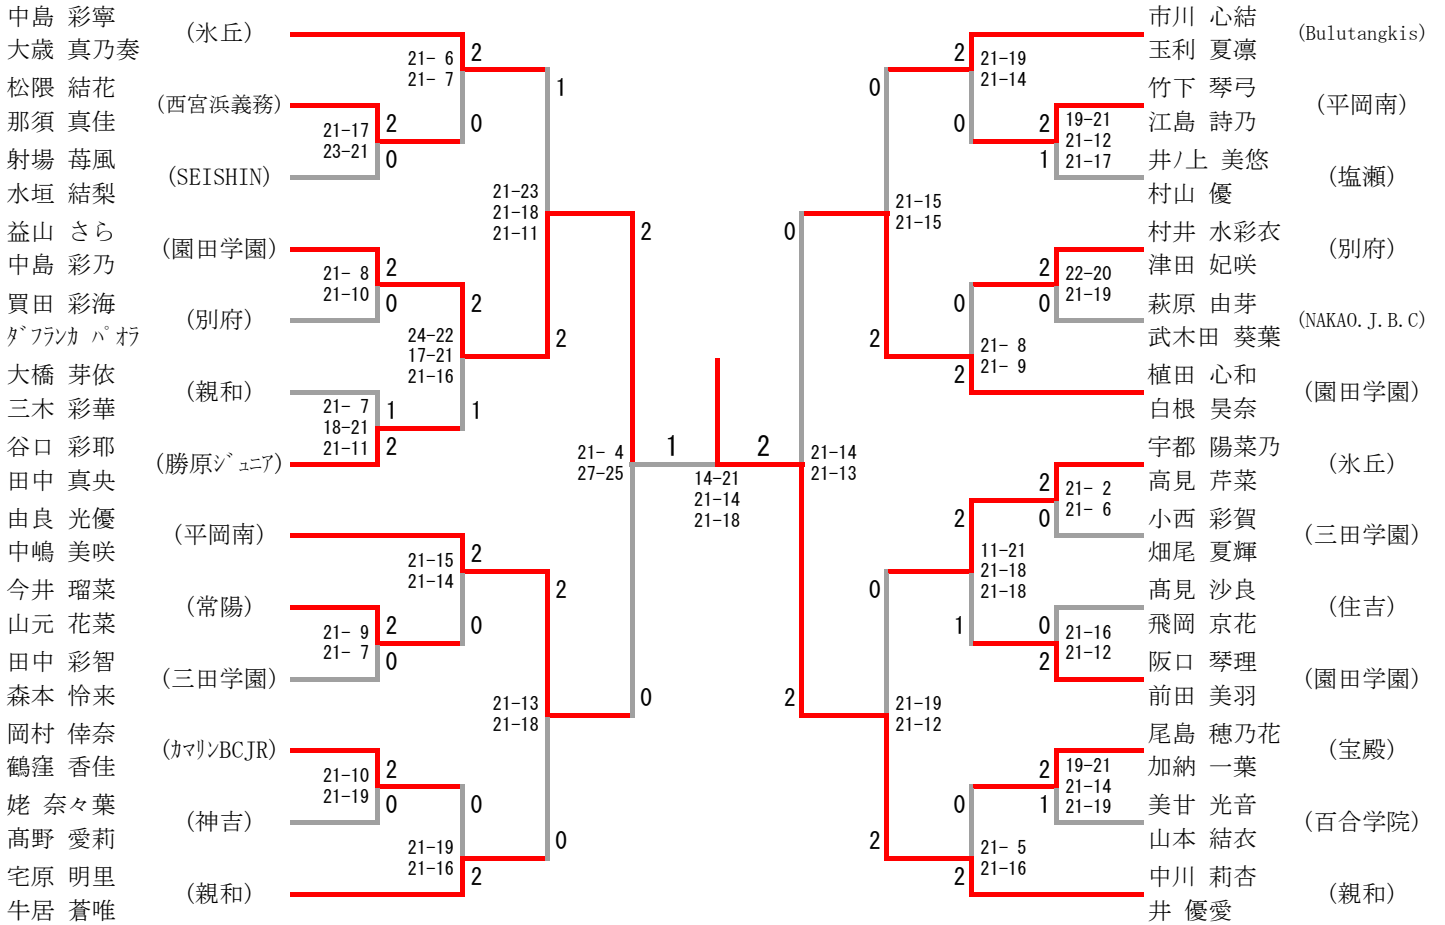 中島 彩寧
大歳 真乃奏
(氷丘)
松隈 結花
那須 真佳
(西宮浜義務)
射場 苺風
水垣 結梨
(SEISHIN)
益山 さら
中島 彩乃
(園田学園)
買田 彩海
ダフランカ パオラ
(別府)
大橋 芽依
三木 彩華
(親和)
谷口 彩耶
田中 真央
(勝原ジュニア)
由良 光優
中嶋 美咲
(平岡南)
今井 瑠菜
山元 花菜
(常陽)
田中 彩智
森本 怜来
(三田学園)
岡村 倖奈
鶴窪 香佳
(カマリンBCJR)
姥 奈々葉
髙野 愛莉
(神吉)
宅原 明里
牛居 蒼唯
(親和)
21-17
23-21
2
0
21- 8
21-10
2
0
21- 7
18-21
21-11
1
2
21- 9
21- 7
2
0
21-10
21-19
2
0
21- 6
21- 7
2
0
24-22
17-21
21-16
2
1
21-15
21-14
2
0
21-19
21-16
0
2
21-23
21-18
21-11
1
2
21-13
21-18
2
0
21- 4
27-25
2
0
1
2
14-21
21-14
21-18
21-14
21-13
0
2
21-15
21-15
0
2
21-19
21-12
0
2
21-19
21-14
2
0
21- 8
21- 9
0
2
11-21
21-18
21-18
2
1
21- 5
21-16
0
2
19-21
21-12
21-17
2
1
22-20
21-19
2
0
21- 2
21- 6
2
0
21-16
21-12
0
2
19-21
21-14
21-19
2
1
市川 心結
玉利 夏凛
(Bulutangkis)
竹下 琴弓
江島 詩乃
(平岡南)
井ノ上 美悠
村山 優
(塩瀬)
村井 水彩衣
津田 妃咲
(別府)
萩原 由芽
武木田 葵葉
(NAKAO.J.B.C)
植田 心和
白根 昊奈
(園田学園)
宇都 陽菜乃
高見 芹菜
(氷丘)
小西 彩賀
畑尾 夏輝
(三田学園)
髙見 沙良
飛岡 京花
(住吉)
阪口 琴理
前田 美羽
(園田学園)
尾島 穂乃花
加納 一葉
(宝殿)
美甘 光音
山本 結衣
(百合学院)
中川 莉杏
井 優愛
(親和)